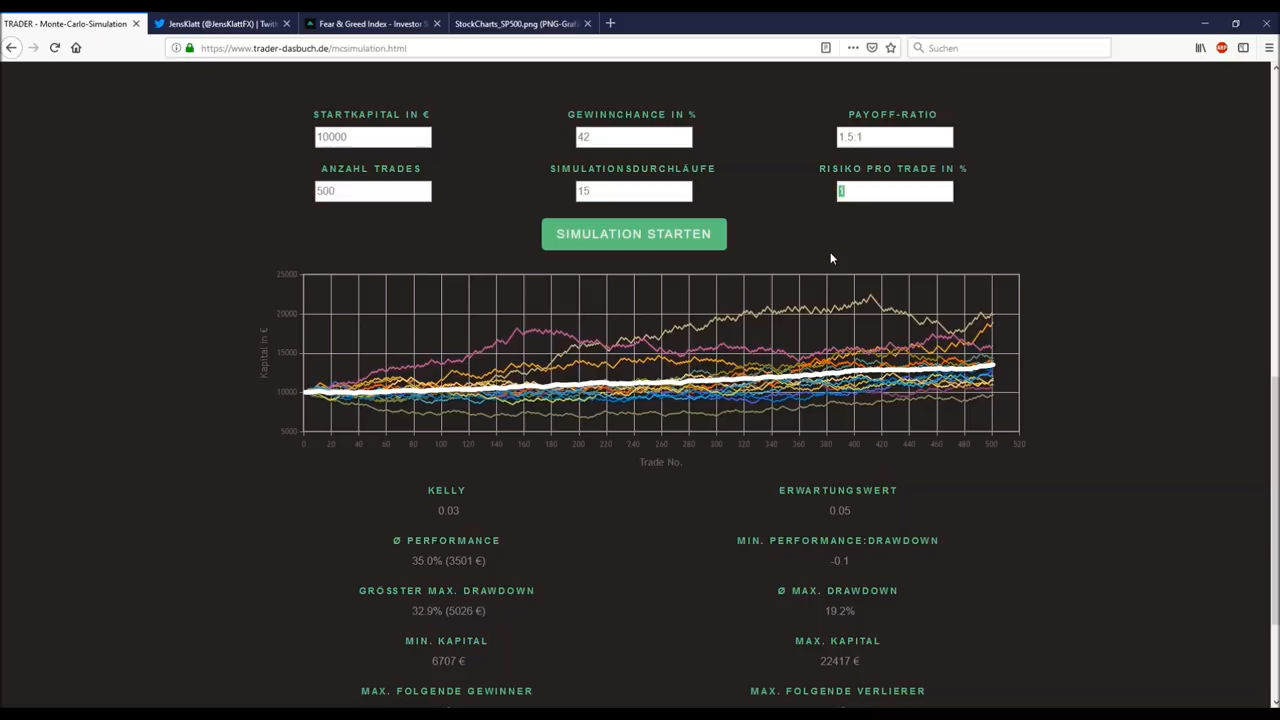 TRADER - Monte-Carlo-Simulation
JensKlatt (@JensKlattFX) | Twitt
Fear & Greed Index - Investor S
StockCharts_SP500.png (PNG-Graf
https://www.trader-dasbuch.de/mcsimulation.html
Suchen
STARTKAPITAL IN € GEWINNCHANCE IN % PAYOFF-RATIO
10000 42 1.5:1
ANZAHL TRADES SIMULATIONSDURCHLÄUFE RISIKO PRO TRADE IN %
500 15 1
SIMULATION STARTEN
25000
20000
15000
10000
5000
Kapital in €
0 20 40 60 80 100 120 140 160 180 200 220 240 260 280 300 320 340 360 380 400 420 440 460 480 500 520
Trade No.
KELLY ERWARTUNGSWERT
0.03 0.05
Ø PERFORMANCE MIN. PERFORMANCE:DRAWDOWN
35.0% (3501 €) -0.1
GRÖSSTER MAX. DRAWDOWN Ø MAX. DRAWDOWN
32.9% (5026 €) 19.2%
MIN. KAPITAL MAX. KAPITAL
6707 € 22417 €
MAX. FOLGENDE GEWINNER MAX. FOLGENDE VERLIERER